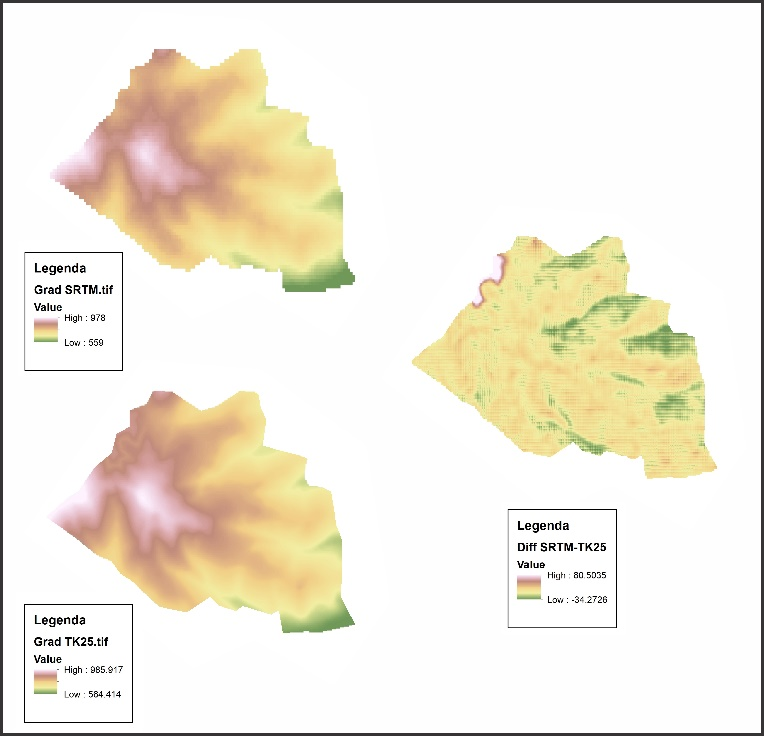 Legenda
Grad SRTM.tif
Value
High : 978
Low : 559
Legenda
Grad TK25.tif
Value
High : 985.917
Low : 564.414
Legenda
Diff SRTM-TK25
Value
High : 80.5035
Low : -34.2726